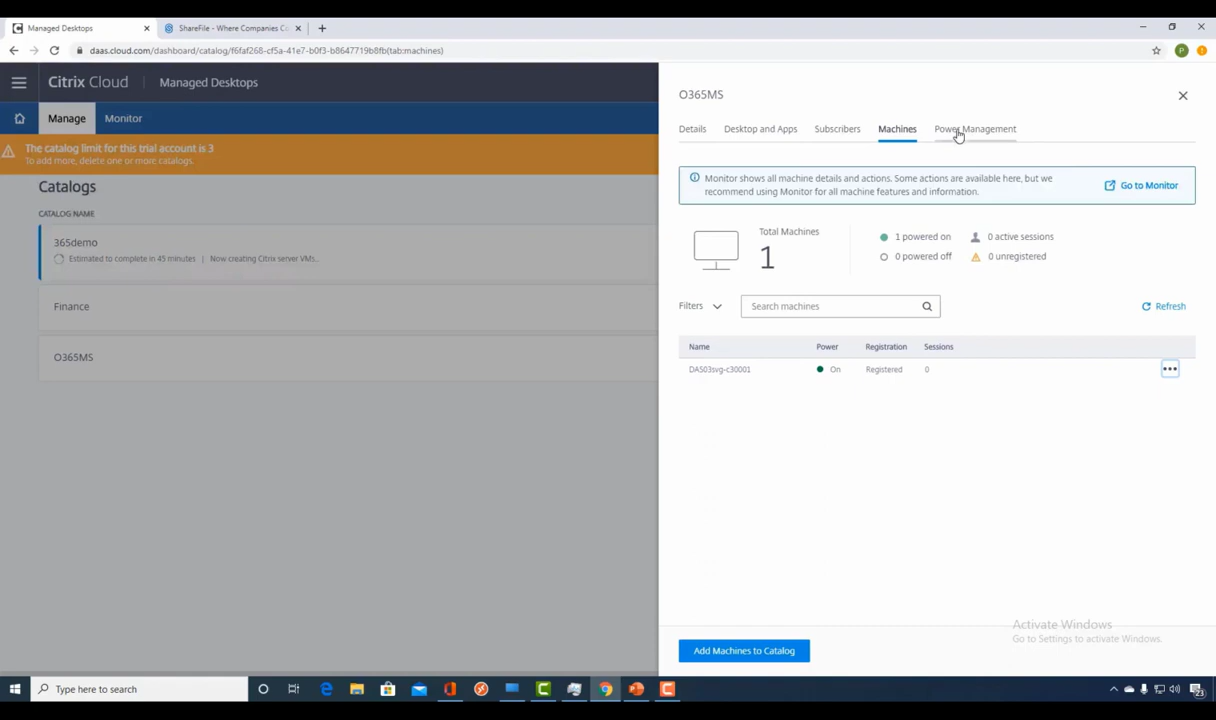 Managed Desktops
ShareFile - Where Companies C
daas.cloud.com/dashboard/catalog/f6faf268-cf5a-41e7-b0f3-b8647719b8fb(tab:machines)
P
Citrix Cloud
Managed Desktops
Manage
Monitor
The catalog limit for this trial account is 3
To add more, delete one or more catalogs.
Catalogs
CATALOG NAME
365demo
Estimated to complete in 45 minutes | Now creating Citrix server VMs..
Finance
O365MS
O365MS
Details
Desktop and Apps
Subscribers
Machines
Power Management
Monitor shows all machine details and actions. Some actions are available here, but we
recommend using Monitor for all machine features and information.
Go to Monitor
Total Machines
1
1 powered on
0 active sessions
0 powered off
0 unregistered
Filters
Search machines
Refresh
Name Power Registration Sessions
DAS03svg-c30001 On Registered 0
Activate Windows
Go to Settings to activate Windows.
Add Machines to Catalog
Type here to search
23